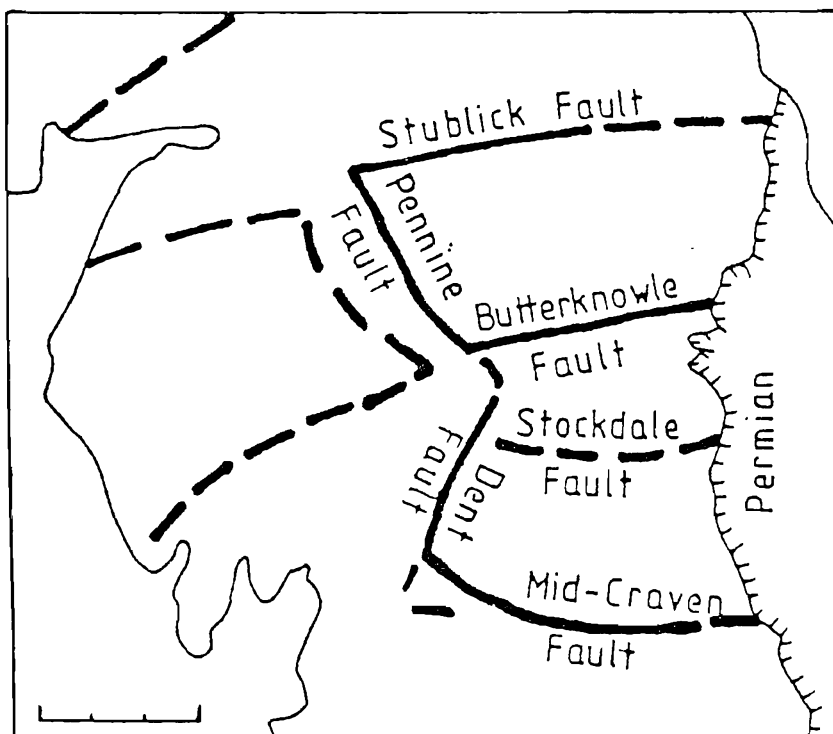 Stublick Fault
Pennine
Fault
Butterknowle
Fault
Stockdale
Fault
Permian
Dent
Fault
Mid-Craven
Fault